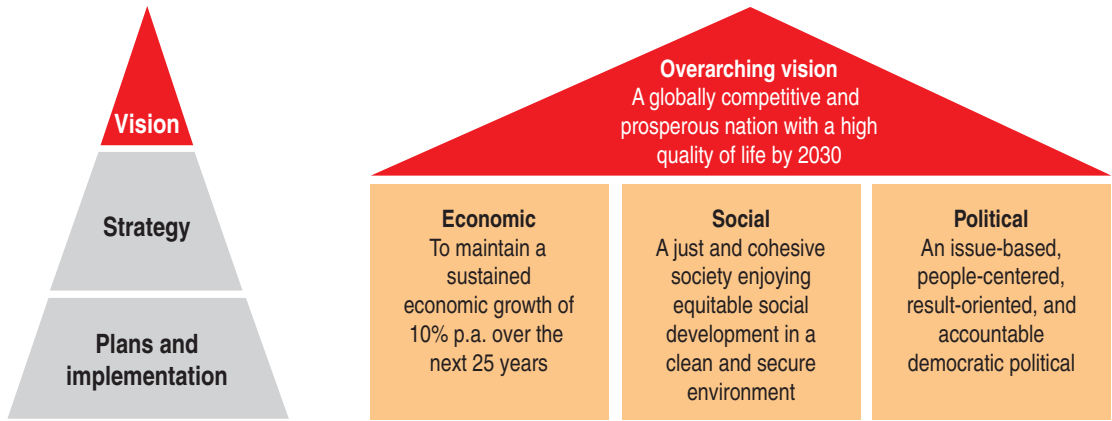 Vision
Strategy
Plans and
implementation
Overarching vision
A globally competitive and
prosperous nation with a high
quality of life by 2030
Economic
To maintain a
sustained
economic growth of
10% p.a. over the
next 25 years
Social
A just and cohesive
society enjoying
equitable social
development in a
clean and secure
environment
Political
An issue-based,
people-centered,
result-oriented, and
accountable
democratic political